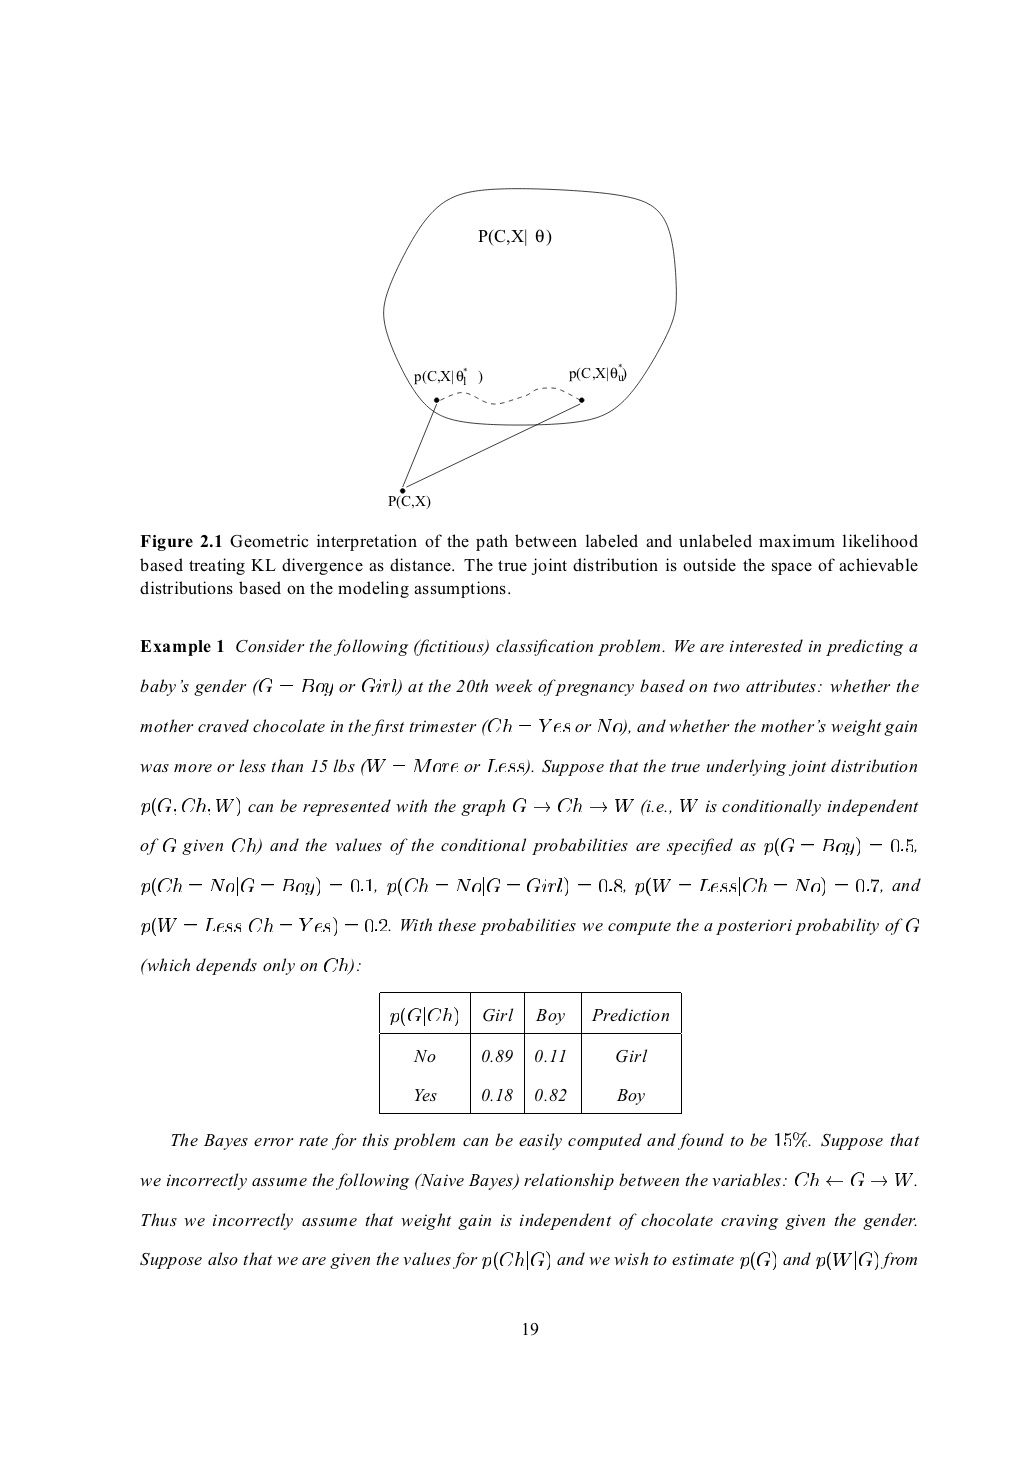 P(C,X| θ)
p(C,X|θ*l )
p(C,X|θ*u)
P(C,X)
Figure 2.1 Geometric interpretation of the path between labeled and unlabeled maximum likelihood
based treating KL divergence as distance. The true joint distribution is outside the space of achievable
distributions based on the modeling assumptions.
Example 1 Consider the following (fictitious) classification problem. We are interested in predicting a
baby's gender (G = Boy or Girl) at the 20th week of pregnancy based on two attributes: whether the
mother craved chocolate in the first trimester (Ch = Yes or No), and whether the mother's weight gain
was more or less than 15 lbs (W = More or Less). Suppose that the true underlying joint distribution
p(G, Ch, W) can be represented with the graph G → Ch → W (i.e., W is conditionally independent
of G given Ch) and the values of the conditional probabilities are specified as p(G = Boy) = 0.5,
p(Ch = No|G = Boy) = 0.1, p(Ch = No|G = Girl) = 0.8, p(W = Less|Ch = No) = 0.7, and
p(W = Less Ch = Yes) = 0.2. With these probabilities we compute the a posteriori probability of G
(which depends only on Ch):
p(G|Ch) Girl Boy Prediction
No 0.89 0.11 Girl
Yes 0.18 0.82 Boy
The Bayes error rate for this problem can be easily computed and found to be 15%. Suppose that
we incorrectly assume the following (Naive Bayes) relationship between the variables: Ch ← G → W.
Thus we incorrectly assume that weight gain is independent of chocolate craving given the gender.
Suppose also that we are given the values for p(Ch|G) and we wish to estimate p(G) and p(W|G) from
19